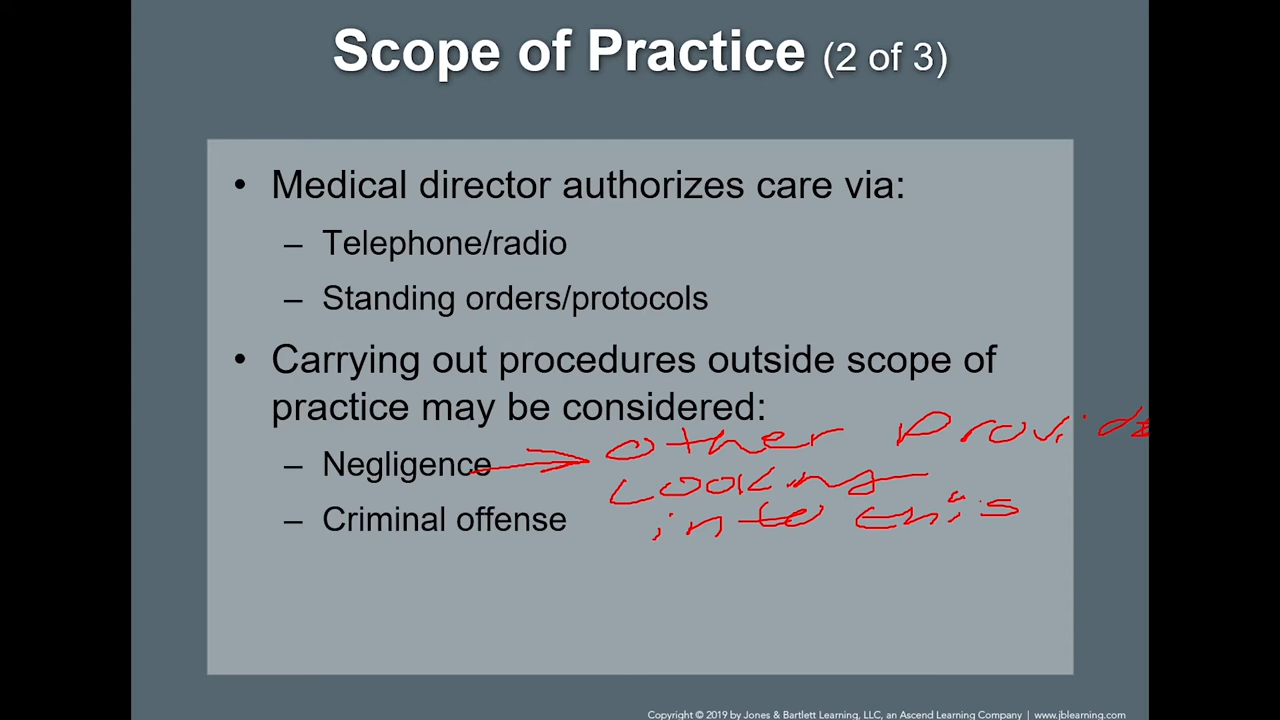 Scope of Practice (2 of 3)
• Medical director authorizes care via:
– Telephone/radio
– Standing orders/protocols
• Carrying out procedures outside scope of
practice may be considered:
– Negligence
other Provide
Looking
into this
– Criminal offense
Copyright © 2019 by Jones & Bartlett Learning, LLC, an Ascend Learning Company | www.jblearning.com